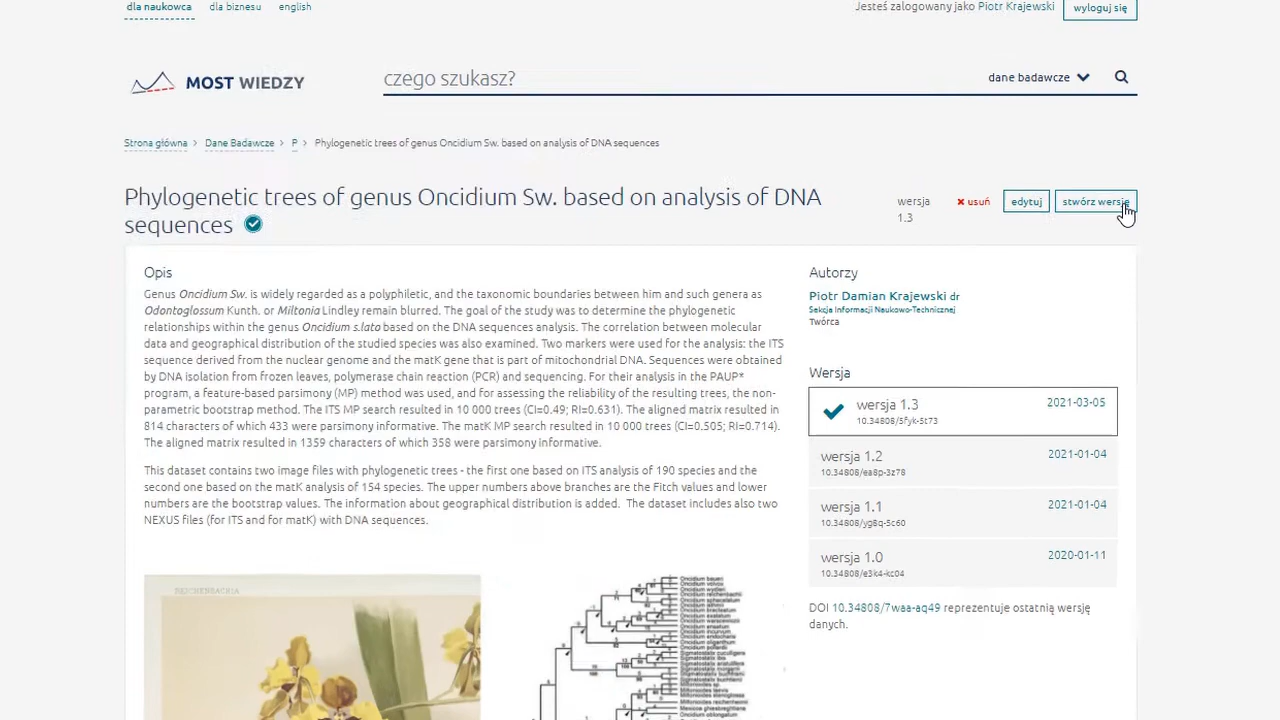 dla naukowca dla biznesu english Jesteś zalogowany jako Piotr Krajewski wyloguj się
MOST WIEDZY czego szukasz? dane badawcze
Strona główna > Dane Badawcze > P > Phylogenetic trees of genus Oncidium Sw. based on analysis of DNA sequences
Phylogenetic trees of genus Oncidium Sw. based on analysis of DNA
sequences
wersja
1.3
usuń edytuj stwórz wersję
Opis
Genus Oncidium Sw. is widely regarded as a polyphiletic, and the taxonomic boundaries between him and such genera as
Odontoglossum Kunth. or Miltonia Lindley remain blurred. The goal of the study was to determine the phylogenetic
relationships within the genus Oncidium s.lato based on the DNA sequences analysis. The correlation between molecular
data and geographical distribution of the studied species was also examined. Two markers were used for the analysis: the ITS
sequence derived from the nuclear genome and the matK gene that is part of mitochondrial DNA. Sequences were obtained
by DNA isolation from frozen leaves, polymerase chain reaction (PCR) and sequencing. For their analysis in the PAUP*
program, a feature-based parsimony (MP) method was used, and for assessing the reliability of the resulting trees, the non-
parametric bootstrap method. The ITS MP search resulted in 10 000 trees (CI=0.49; RI=0.631). The aligned matrix resulted in
814 characters of which 433 were parsimony informative. The matK MP search resulted in 10 000 trees (CI=0.505; RI=0.714).
The aligned matrix resulted in 1359 characters of which 358 were parsimony informative.
This dataset contains two image files with phylogenetic trees - the first one based on ITS analysis of 190 species and the
second one based on the matK analysis of 154 species. The upper numbers above branches are the Fitch values and lower
numbers are the bootstrap values. The information about geographical distribution is added. The dataset includes also two
NEXUS files (for ITS and for matK) with DNA sequences.
Autorzy
Piotr Damian Krajewski dr
Sekcja Informacji Naukowo-Technicznej
Twórca
Wersja
wersja 1.3 2021-03-05
10.34808/5fyk-st73
wersja 1.2 2021-01-04
10.34808/ea8p-3z78
wersja 1.1 2021-01-04
10.34808/yg8q-5c60
wersja 1.0 2020-01-11
10.34808/e3k4-kc04
DOI 10.34808/7waa-aq49 reprezentuje ostatnią wersję
danych.